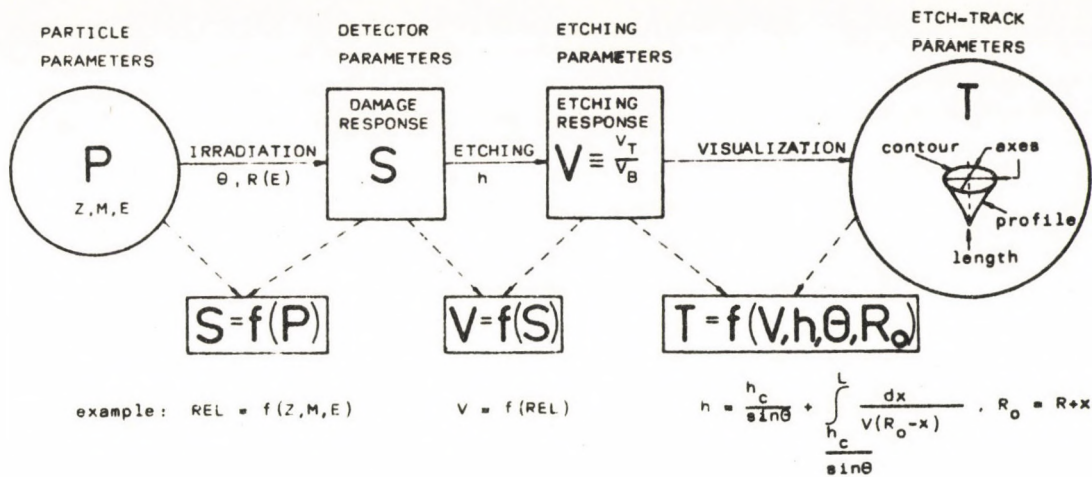 PARTICLE
PARAMETERS
P
Z,M,E
IRRADIATION
θ, R(E)
DETECTOR
PARAMETERS
DAMAGE
RESPONSE
S
ETCHING
h
ETCHING
PARAMETERS
ETCHING
RESPONSE
V ≡ V_T / V_B
VISUALIZATION
ETCH-TRACK
PARAMETERS
T
contour
axes
profile
length
S=f(P)
V=f(S)
T=f(V,h,θ,R₀)
example: REL = f(Z,M,E)
V = f(REL)
h = h_c / sinθ + ∫_{h_c / sinθ}^{L} dx / V(R_o-x) , R_o = R+x